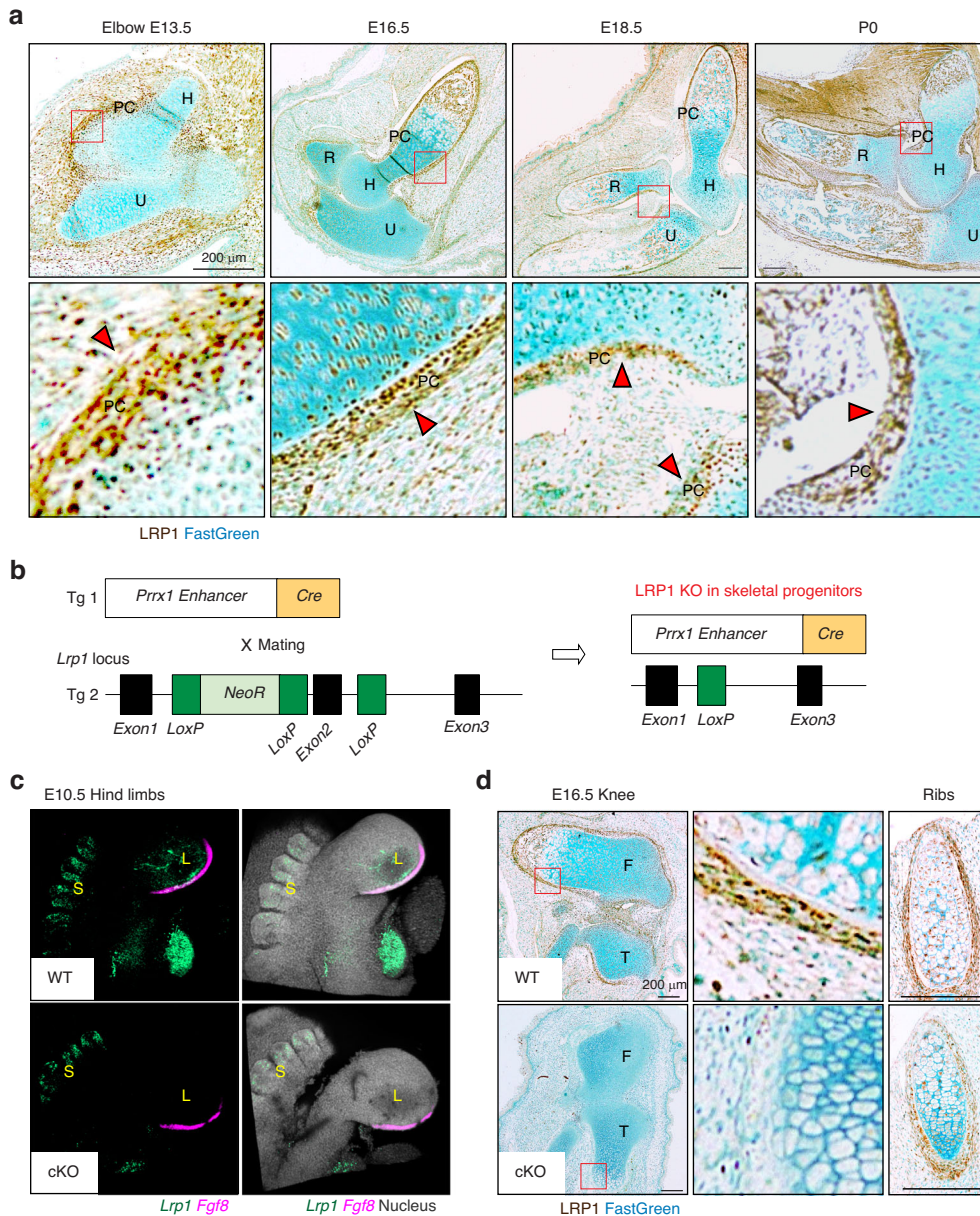 a
Elbow E13.5
E16.5
E18.5
P0
PC
H
U
200 μm
PC
R
H
U
PC
R
H
U
PC
R
H
U
PC
PC
PC
PC
PC
LRP1 FastGreen
b
Tg 1
Prrx1 Enhancer
Cre
X Mating
Lrp1 locus
Tg 2
NeoR
Exon1
LoxP
LoxP
Exon2
LoxP
Exon3
LRP1 KO in skeletal progenitors
Prrx1 Enhancer
Cre
Exon1
LoxP
Exon3
c
E10.5 Hind limbs
S
L
WT
S
L
S
L
cKO
S
L
Lrp1 Fgf8
Lrp1 Fgf8 Nucleus
d
E16.5 Knee
Ribs
F
T
WT
200 μm
F
T
cKO
LRP1 FastGreen